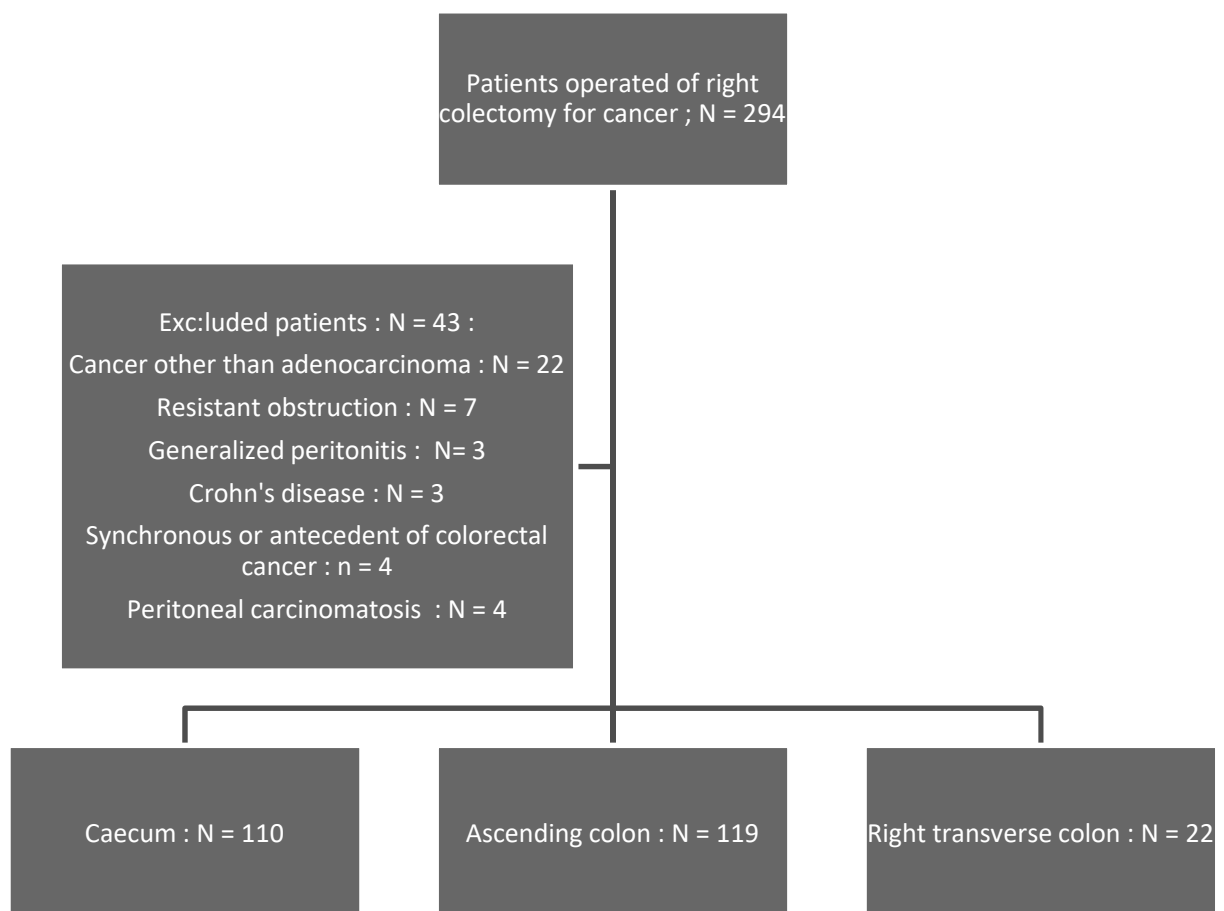 Patients operated of right
colectomy for cancer ; N = 294
Exc:luded patients : N = 43 :
Cancer other than adenocarcinoma : N = 22
Resistant obstruction : N = 7
Generalized peritonitis :  N= 3
Crohn's disease : N = 3
Synchronous or antecedent of colorectal
cancer : n = 4
Peritoneal carcinomatosis  : N = 4
Caecum : N = 110
Ascending colon : N = 119
Right transverse colon : N = 22